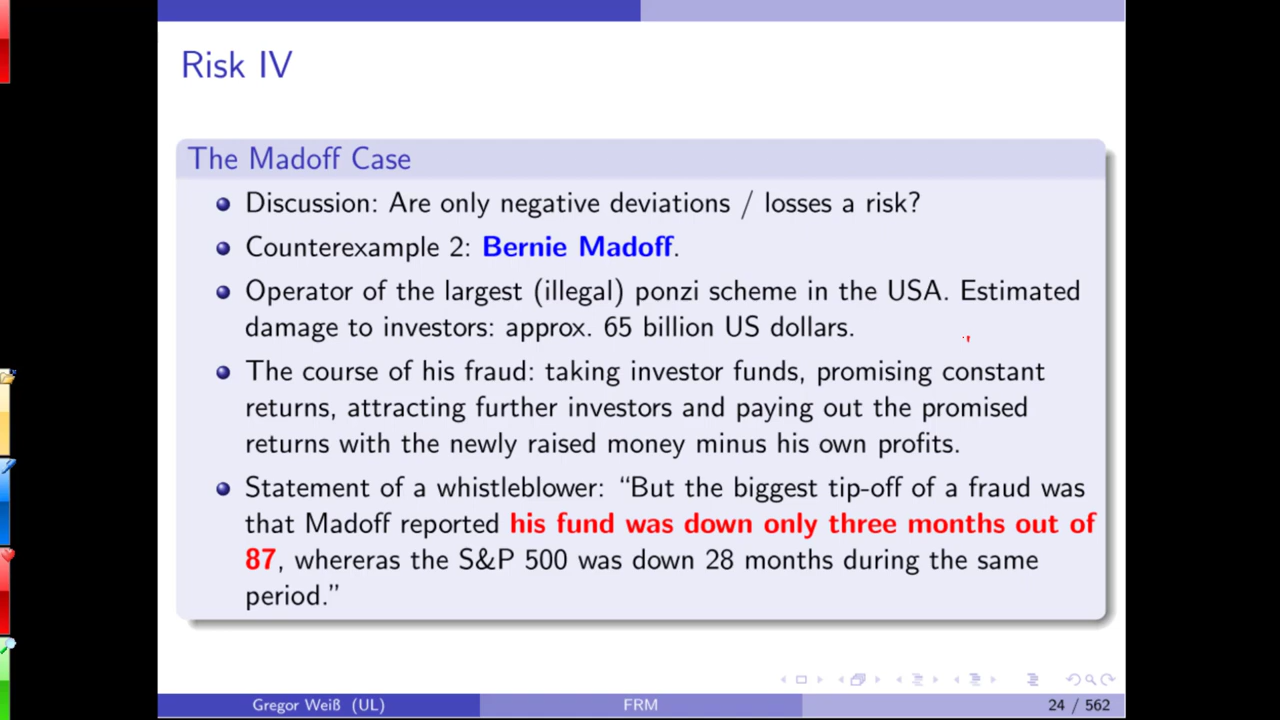 Risk IV
The Madoff Case
Discussion: Are only negative deviations / losses a risk?
Counterexample 2: Bernie Madoff.
Operator of the largest (illegal) ponzi scheme in the USA. Estimated
damage to investors: approx. 65 billion US dollars.
The course of his fraud: taking investor funds, promising constant
returns, attracting further investors and paying out the promised
returns with the newly raised money minus his own profits.
Statement of a whistleblower: “But the biggest tip-off of a fraud was
that Madoff reported his fund was down only three months out of
87, whereras the S&P 500 was down 28 months during the same
period.”
Gregor Weiß (UL) FRM 24 / 562